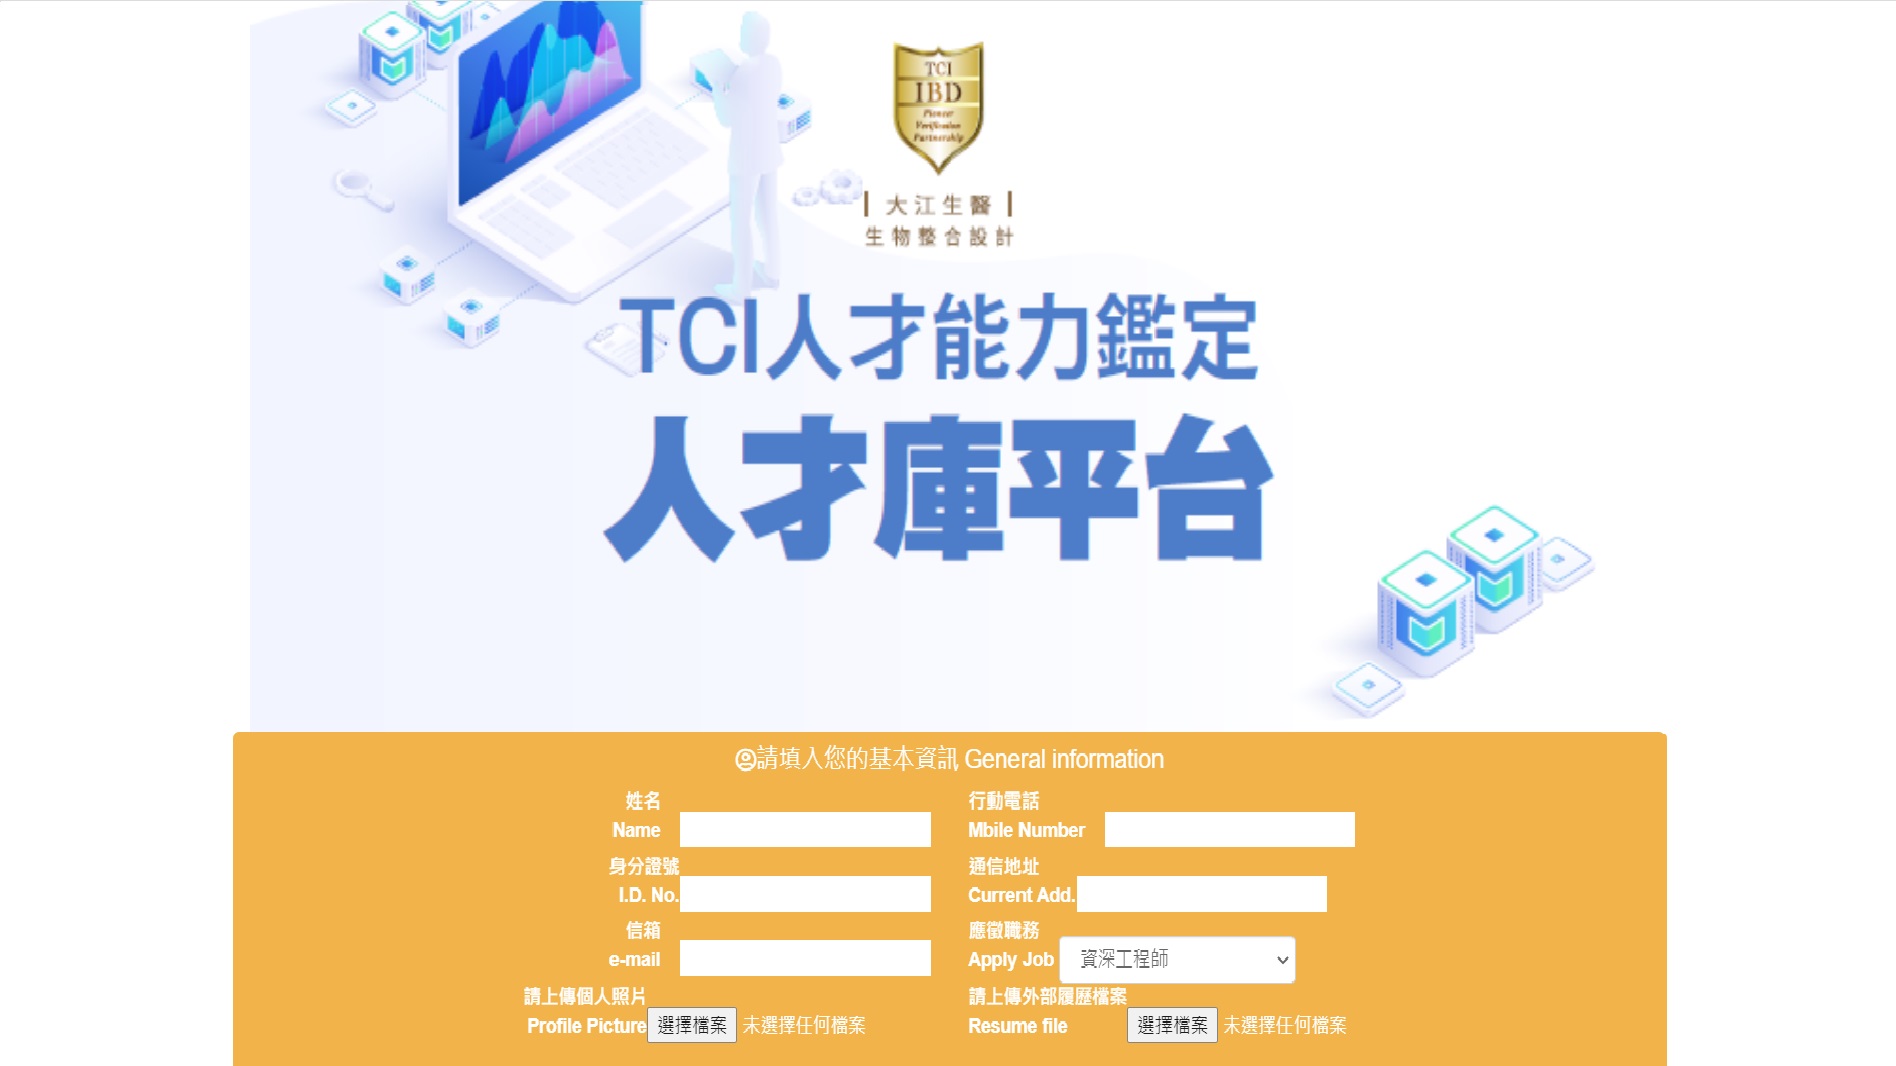 TCI
IBD
Pioneer
Verification
Partnership
大江生醫
生物整合設計
TCI人才能力鑑定
人才庫平台
請填入您的基本資訊 General information
姓名
Name
行動電話
Mbile Number
身分證號
I.D. No.
通信地址
Current Add.
信箱
e-mail
應徵職務
Apply Job 資深工程師
請上傳個人照片
Profile Picture 選擇檔案 未選擇任何檔案
請上傳外部履歷檔案
Resume file 選擇檔案 未選擇任何檔案